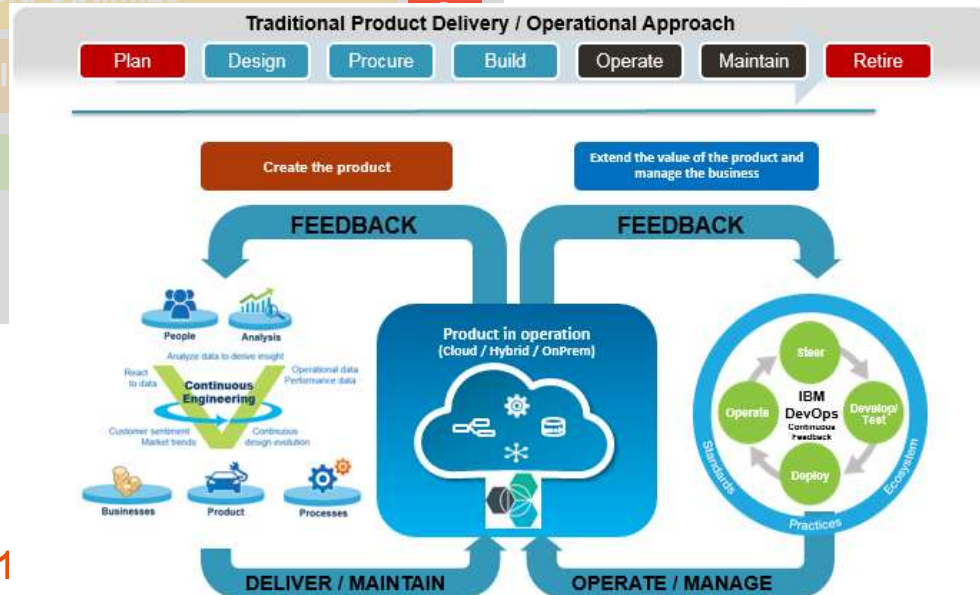 Traditional Product Delivery / Operational Approach
Plan
Design
Procure
Build
Operate
Maintain
Retire
Create the product
Extend the value of the product and
manage the business
FEEDBACK
FEEDBACK
People
Analysis
Analyze data to derive insight
React
to data
Operational data
Performance data
Continuous
Engineering
Customer sentiment
Market trends
Continuous
design evolution
Businesses
Product
Processes
Product in operation
(Cloud / Hybrid / OnPrem)
Steer
Operate
IBM
DevOps
Continuous
Feedback
Develop/
Test
Deploy
Standards
Practices
Ecosystem
1
DELIVER / MAINTAIN
OPERATE / MANAGE